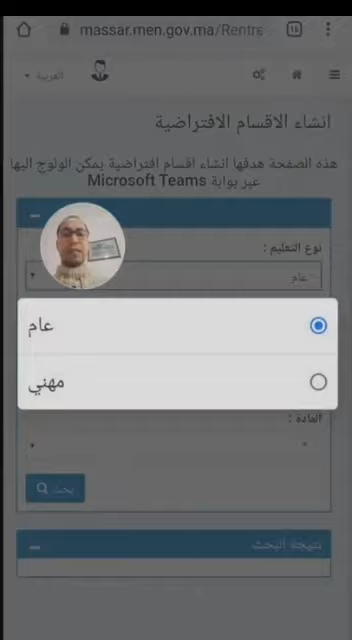 massar.men.gov.ma/Rentre
15
العربية
انشاء الاقسام الافتراضية
هذه الصفحة هدفها انشاء اقسام افتراضية يمكن الولوج اليها
عبر بوابة Microsoft Teams
نوع التعليم :
عام
عام
مهني
المادة :
بحث
نتيجة البحث